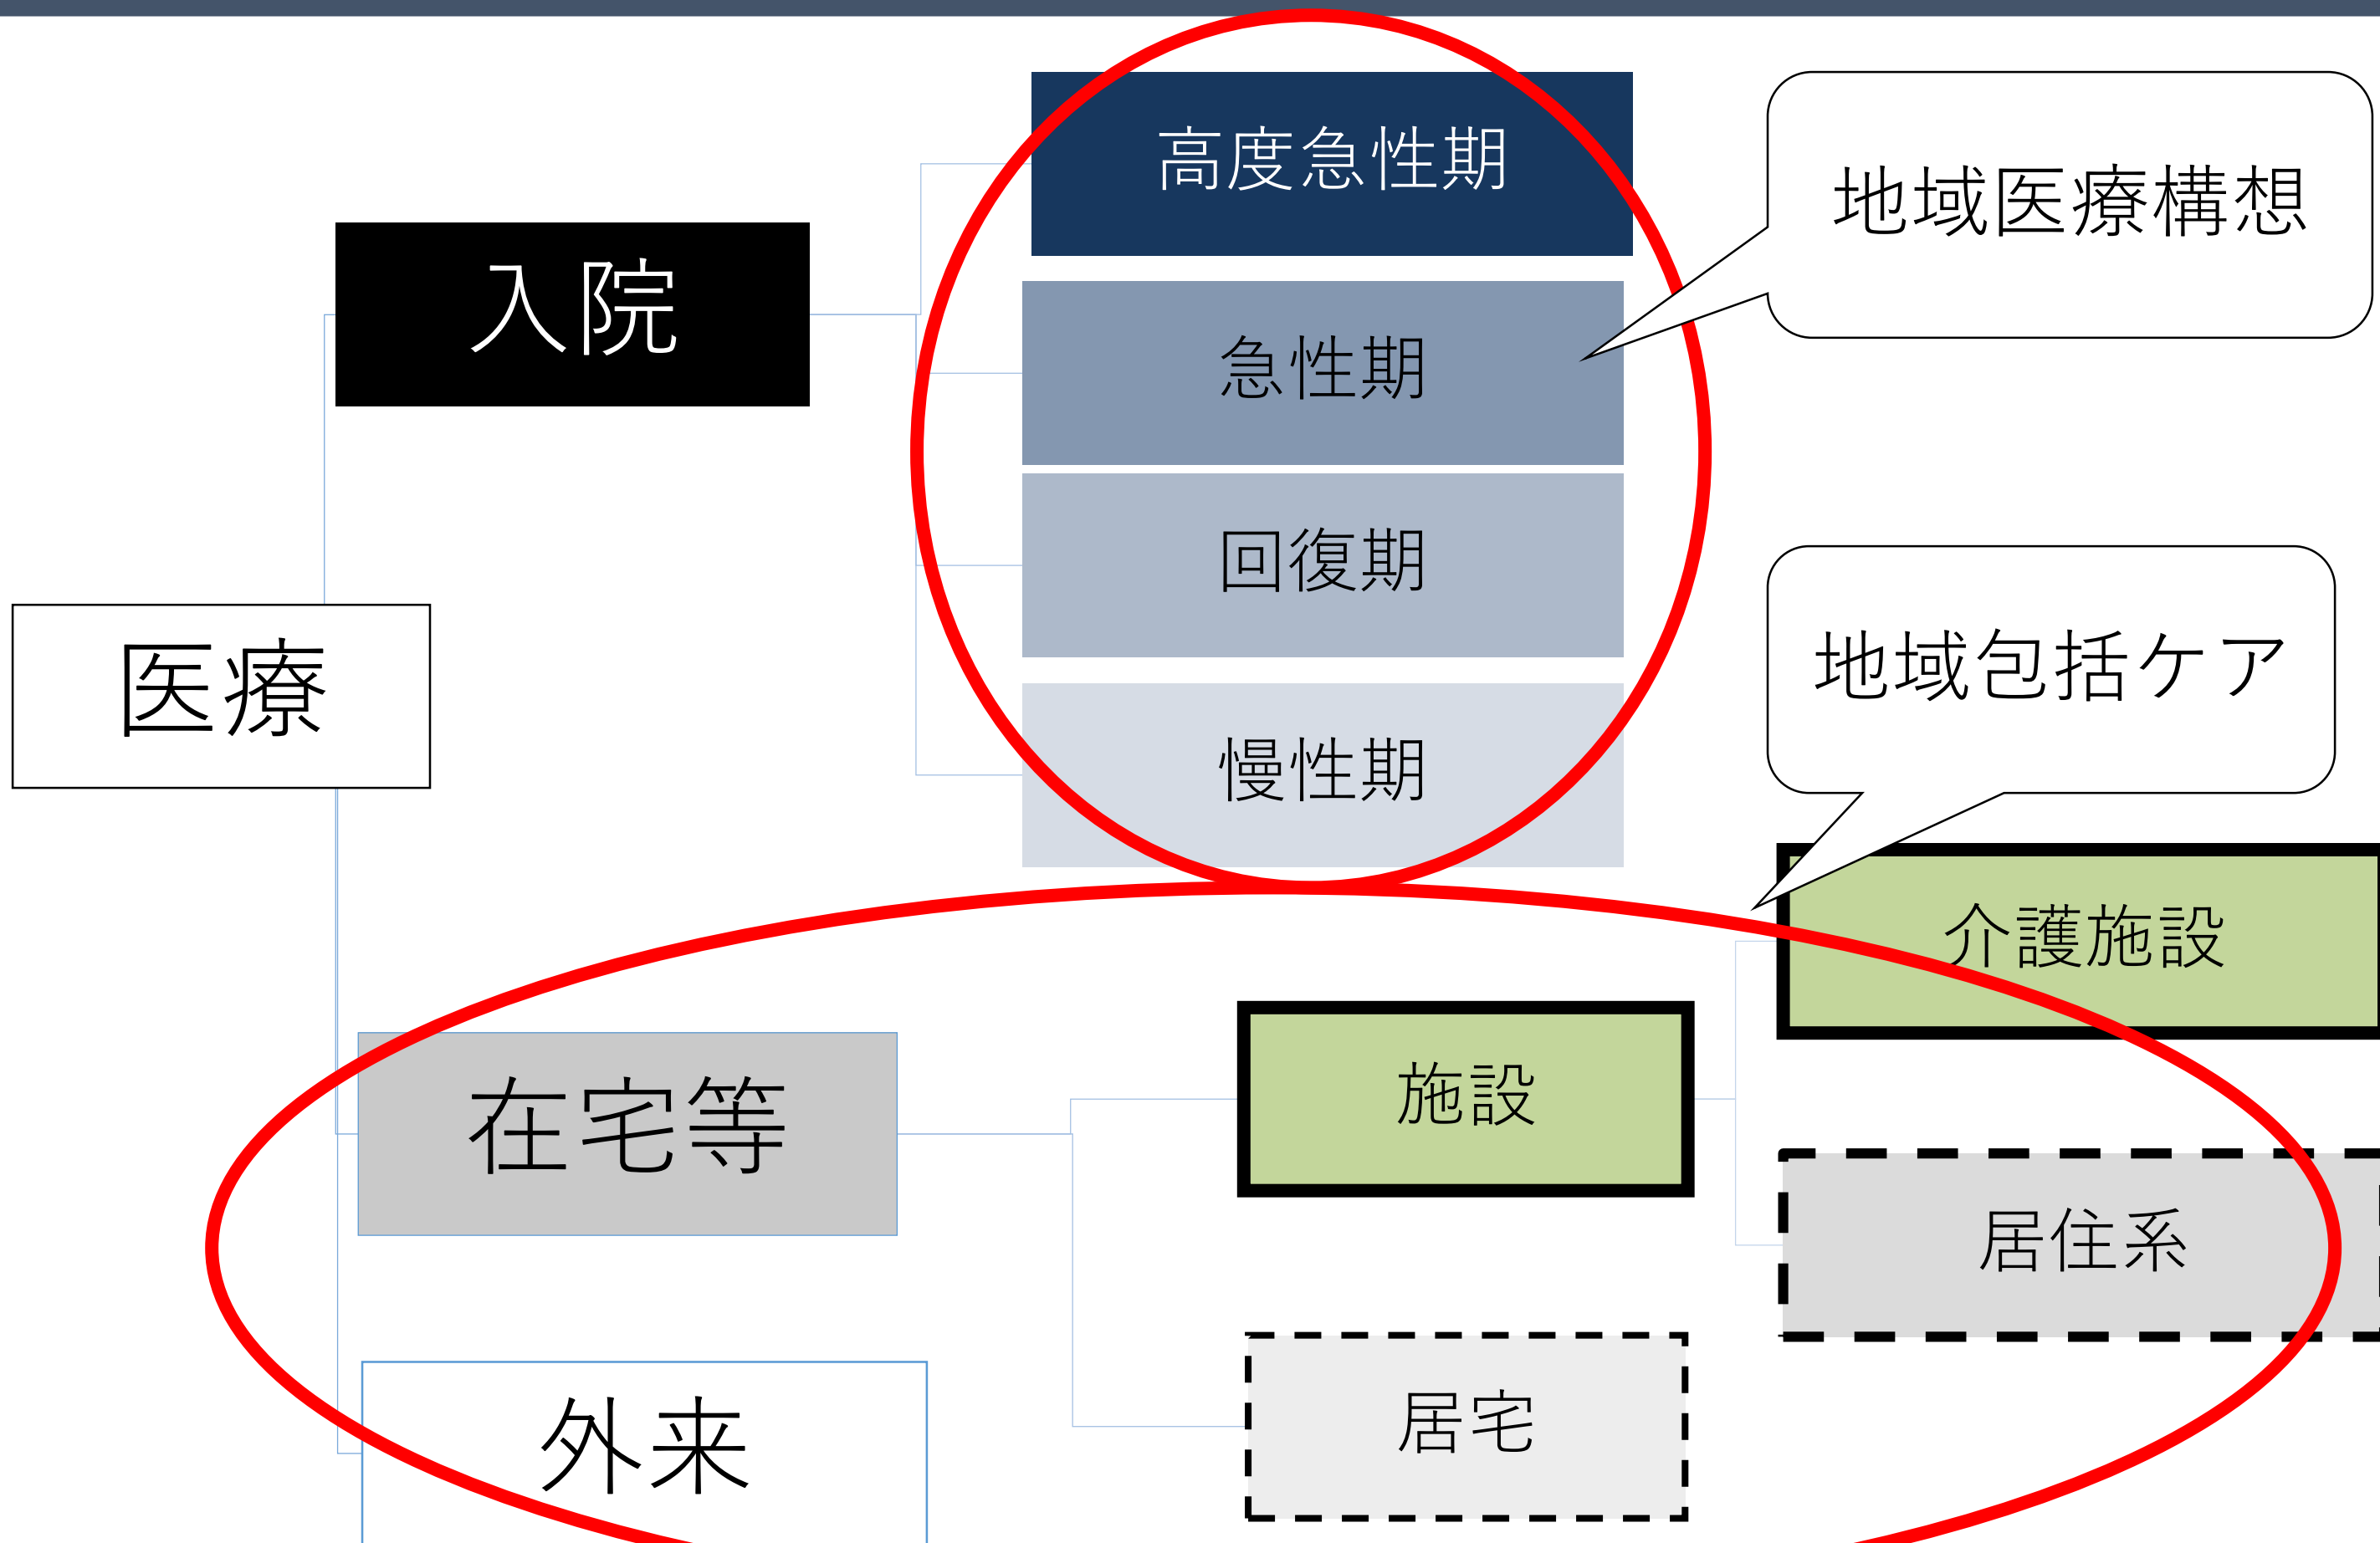 高度急性期
地域医療構想
入院
急性期
回復期
地域包括ケア
医療
慢性期
介護施設
施設
在宅等
居住系
居宅
外来